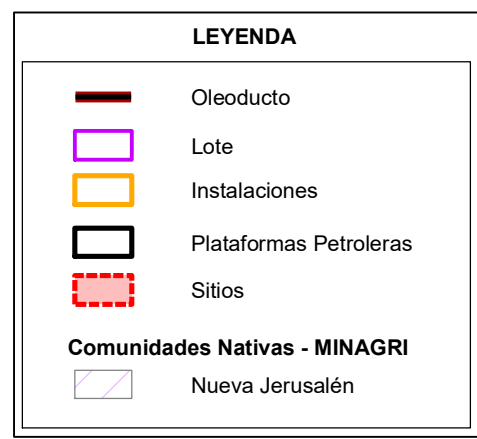 LEYENDA
Oleoducto
Lote
Instalaciones
Plataformas Petroleras
Sitios
Comunidades Nativas - MINAGRI
Nueva Jerusalén